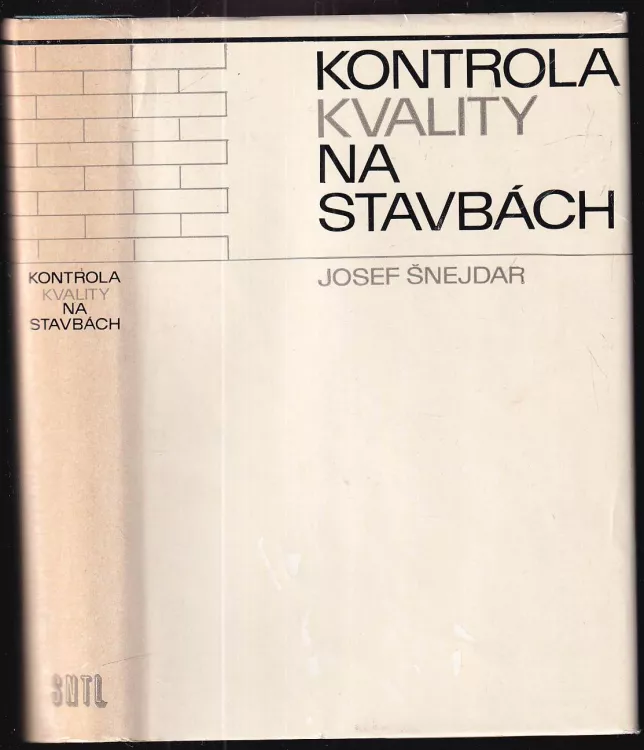 KONTROLA
KVALITY
NA
STAVBÁCH
JOSEF ŠNEJDAR
KONTROLA
KVALITY
NA
STAVBÁCH
SNTL